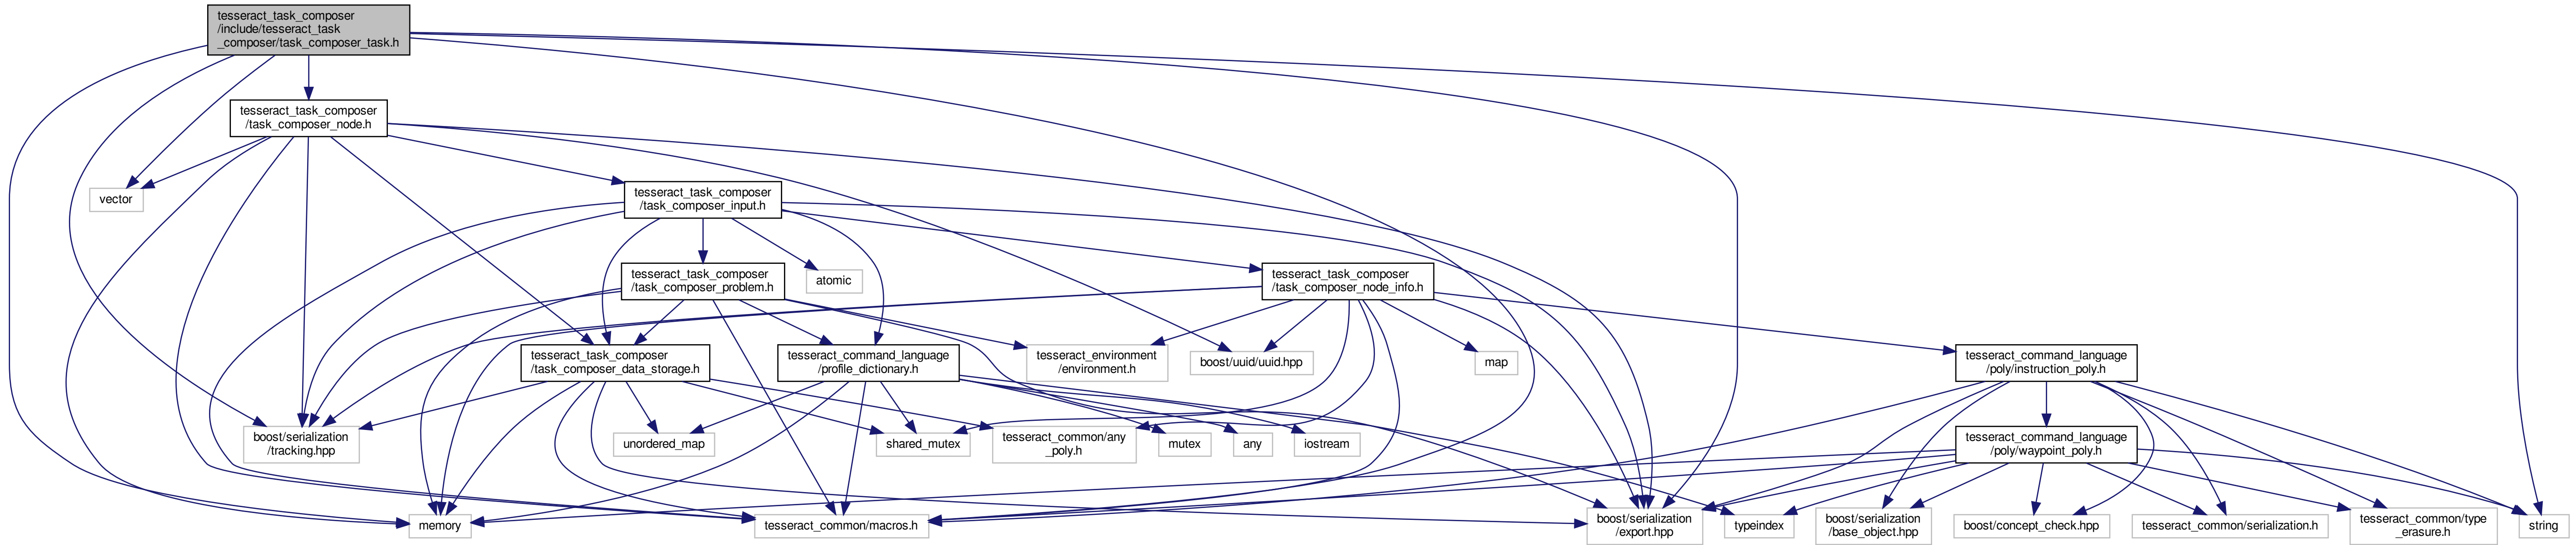 tesseract_task_composer
/include/tesseract_task
_composer/task_composer_task.h
tesseract_task_composer
/task_composer_node.h
vector
tesseract_task_composer
/task_composer_input.h
tesseract_task_composer
/task_composer_problem.h
atomic
tesseract_task_composer
/task_composer_node_info.h
tesseract_task_composer
/task_composer_data_storage.h
tesseract_command_language
/profile_dictionary.h
tesseract_environment
/environment.h
boost/uuid/uuid.hpp
map
tesseract_command_language
/poly/instruction_poly.h
boost/serialization
/tracking.hpp
unordered_map
shared_mutex
tesseract_common/any
_poly.h
mutex
any
iostream
tesseract_command_language
/poly/waypoint_poly.h
memory
tesseract_common/macros.h
boost/serialization
/export.hpp
typeindex
boost/serialization
/base_object.hpp
boost/concept_check.hpp
tesseract_common/serialization.h
tesseract_common/type
_erasure.h
string